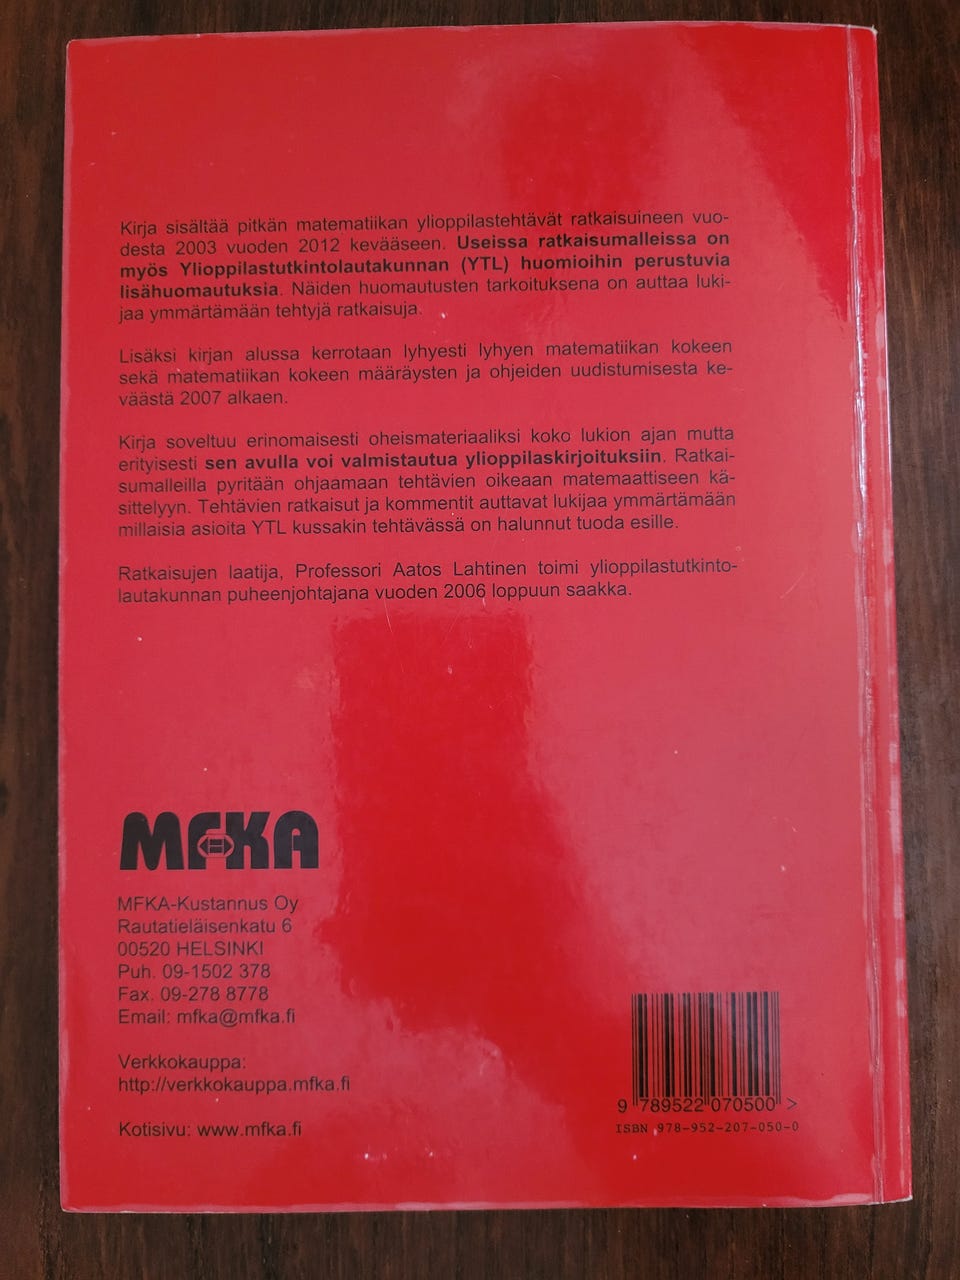 Kirja sisältää pitkän matematiikan ylioppilastehtävät ratkaisuineen vuo-
desta 2003 vuoden 2012 kevääseen. Useissa ratkaisumalleissa on
myös Ylioppilastutkintolautakunnan (YTL) huomioihin perustuvia
lisähuomautuksia. Näiden huomautusten tarkoituksena on auttaa luki-
jaa ymmärtämään tehtyjä ratkaisuja.
Lisäksi kirjan alussa kerrotaan lyhyesti lyhyen matematiikan kokeen
sekä matematiikan kokeen määräysten ja ohjeiden uudistumisesta ke-
väästä 2007 alkaen.
Kirja soveltuu erinomaisesti oheismateriaaliksi koko lukion ajan mutta
erityisesti sen avulla voi valmistautua ylioppilaskirjoituksiin. Ratkai-
sumalleilla pyritään ohjaamaan tehtävien oikeaan matemaattiseen kä-
sittelyyn. Tehtävien ratkaisut ja kommentit auttavat lukijaa ymmärtämään
millaisia asioita YTL kussakin tehtävässä on halunnut tuoda esille.
Ratkaisujen laatija, Professori Aatos Lahtinen toimi ylioppilastutkinto-
lautakunnan puheenjohtajana vuoden 2006 loppuun saakka.
MFKA
MFKA-Kustannus Oy
Rautatieläisenkatu 6
00520 HELSINKI
Puh. 09-1502 378
Fax. 09-278 8778
Email: mfka@mfka.fi
Verkkokauppa:
http://verkkokauppa.mfka.fi
Kotisivu: www.mfka.fi
9 789522 070500 >
ISBN 978-952-207-050-0